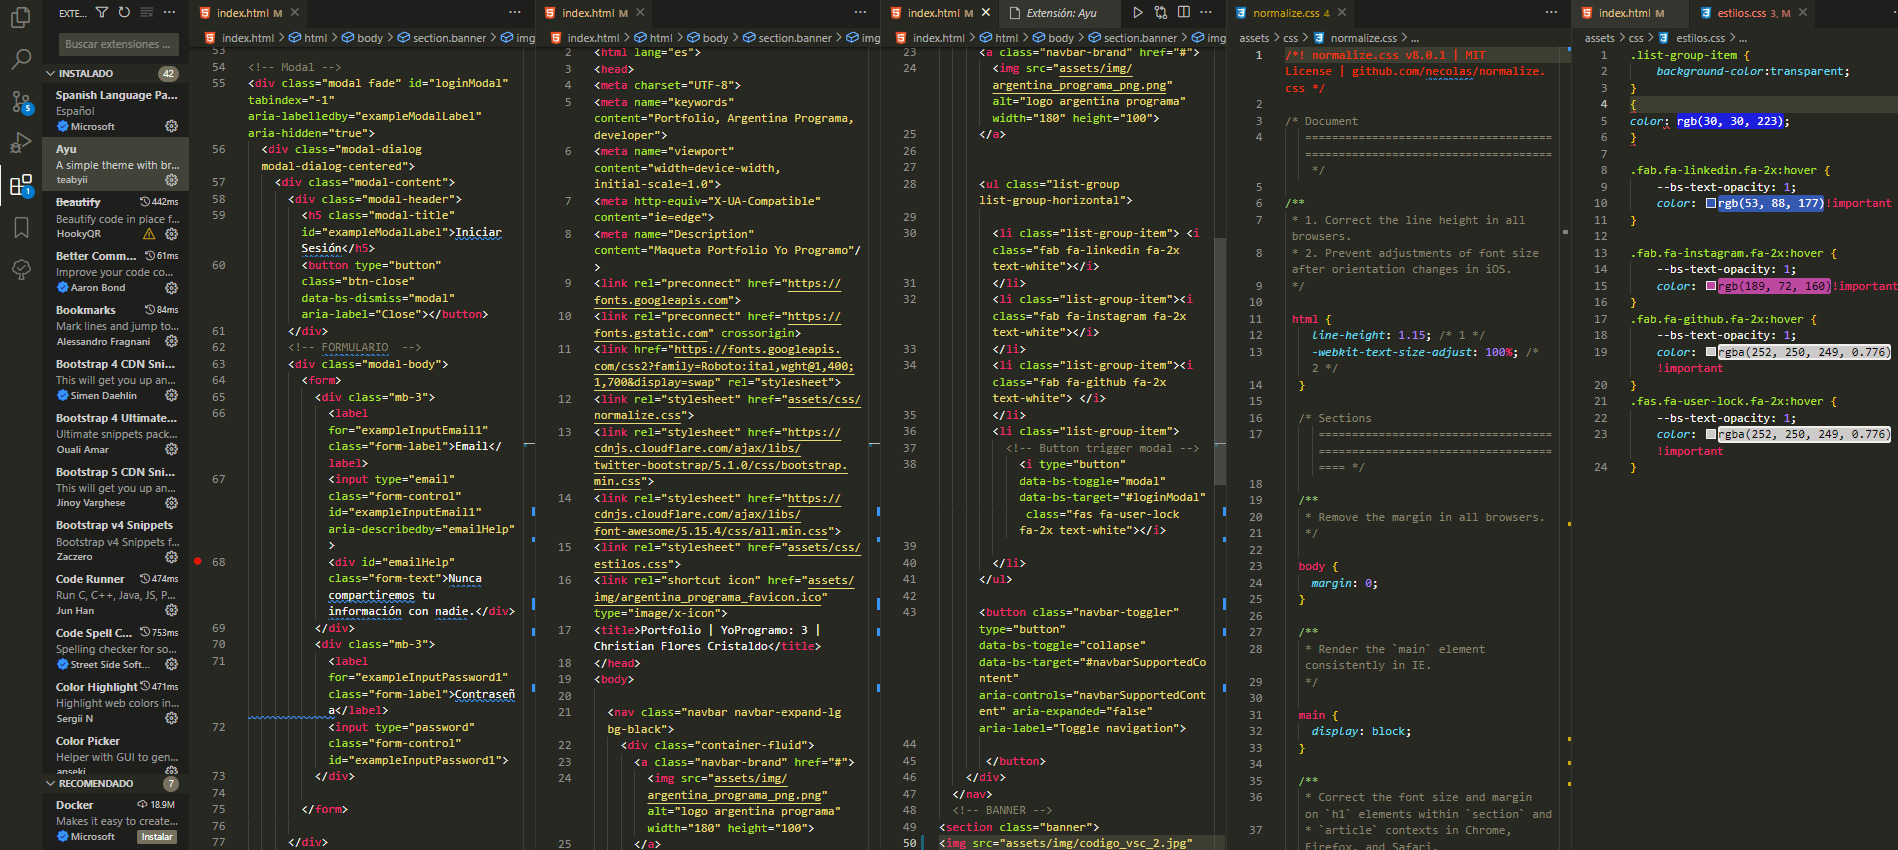 EXTE...
Buscar extensiones ...
INSTALADO 42
Spanish Language Pa...
Español
Microsoft
Ayu
A simple theme with br...
teabyii
Beautify 442ms
Beautify code in place f...
HookyQR
Better Comm... 61ms
Improve your code co...
Aaron Bond
Bookmarks 84ms
Mark lines and jump to...
Alessandro Fragnani
Bootstrap 4 CDN Sni...
This will get you up an...
Simen Daehlin
Bootstrap 4 Ultimate...
Ultimate snippets pack...
Ouali Amar
Bootstrap 5 CDN Sni...
This will get you up an...
Jinoy Varghese
Bootstrap v4 Snippets
Bootstrap v4 Snippets f...
Zaczero
Code Runner 474ms
Run C, C++, Java, JS, P...
Jun Han
Code Spell C... 753ms
Spelling checker for so...
Street Side Soft...
Color Highlight 471ms
Highlight web colors in...
Sergii N
Color Picker
Helper with GUI to gen...
anseki
RECOMENDADO 7
Docker 18.9M
Makes it easy to create...
Microsoft Instalar
5
1
index.html M
index.html > html > body > section.banner > img
53
54 <!-- Modal -->
55 <div class="modal fade" id="loginModal"
tabindex="-1"
aria-labelledby="exampleModalLabel"
aria-hidden="true">
56 <div class="modal-dialog
modal-dialog-centered">
57 <div class="modal-content">
58 <div class="modal-header">
59 <h5 class="modal-title"
id="exampleModalLabel">Iniciar
Sesión</h5>
60 <button type="button"
class="btn-close"
data-bs-dismiss="modal"
aria-label="Close"></button>
61 </div>
62 <!-- FORMULARIO -->
63 <div class="modal-body">
64 <form>
65 <div class="mb-3">
66 <label
for="exampleInputEmail1"
class="form-label">Email</
label>
67 <input type="email"
class="form-control"
id="exampleInputEmail1"
aria-describedby="emailHelp"
>
68 <div id="emailHelp"
class="form-text">Nunca
compartiremos tu
información con nadie.</div>
69 </div>
70 <div class="mb-3">
71 <label
for="exampleInputPassword1"
class="form-label">Contraseñ
a</label>
72 <input type="password"
class="form-control"
id="exampleInputPassword1">
73 </div>
74
75 </form>
76
77 </div>
index.html M
index.html > html > body > section.banner > img
2 <html lang="es">
3 <head>
4 <meta charset="UTF-8">
5 <meta name="keywords"
content="Portfolio, Argentina Programa,
developer">
6 <meta name="viewport"
content="width=device-width,
initial-scale=1.0">
7 <meta http-equiv="X-UA-Compatible"
content="ie=edge">
8 <meta name="Description"
content="Maqueta Portfolio Yo Programo"/
>
9 <link rel="preconnect" href="https://
fonts.googleapis.com">
10 <link rel="preconnect" href="https://
fonts.gstatic.com" crossorigin>
11 <link href="https://fonts.googleapis.
com/css2?family=Roboto:ital,wght@1,400;
1,700&display=swap" rel="stylesheet">
12 <link rel="stylesheet" href="assets/css/
normalize.css">
13 <link rel="stylesheet" href="https://
cdnjs.cloudflare.com/ajax/libs/
twitter-bootstrap/5.1.0/css/bootstrap.
min.css">
14 <link rel="stylesheet" href="https://
cdnjs.cloudflare.com/ajax/libs/
font-awesome/5.15.4/css/all.min.css">
15 <link rel="stylesheet" href="assets/css/
estilos.css">
16 <link rel="shortcut icon" href="assets/
img/argentina_programa_favicon.ico"
type="image/x-icon">
17 <title>Portfolio | YoProgramo: 3 |
Christian Flores Cristaldo</title>
18 </head>
19 <body>
20
21 <nav class="navbar navbar-expand-lg
bg-black">
22 <div class="container-fluid">
23 <a class="navbar-brand" href="#">
24 <img src="assets/img/
argentina_programa_png.png"
alt="logo argentina programa"
width="180" height="100">
25 </a>
index.html M
Extensión: Ayu
index.html > html > body > section.banner > img
23 <a class="navbar-brand" href="#">
24 <img src="assets/img/
argentina_programa_png.png"
alt="logo argentina programa"
width="180" height="100">
25 </a>
26
27
28 <ul class="list-group
list-group-horizontal">
29
30 <li class="list-group-item"> <i
class="fab fa-linkedin fa-2x
text-white"></i>
31 </li>
32 <li class="list-group-item"><i
class="fab fa-instagram fa-2x
text-white"></i>
33 </li>
34 <li class="list-group-item"><i
class="fab fa-github fa-2x
text-white"> </i>
35 </li>
36 <li class="list-group-item">
37 <!-- Button trigger modal -->
38 <i type="button"
data-bs-toggle="modal"
data-bs-target="#loginModal"
class="fas fa-user-lock
fa-2x text-white"></i>
39
40 </li>
41 </ul>
42
43 <button class="navbar-toggler"
type="button"
data-bs-toggle="collapse"
data-bs-target="#navbarSupportedCo
ntent"
aria-controls="navbarSupportedCont
ent" aria-expanded="false"
aria-label="Toggle navigation">
44
45 </button>
46 </div>
47 </nav>
48 <!-- BANNER -->
49 <section class="banner">
50 <img src="assets/img/codigo_vsc_2.jpg"
normalize.css 4
assets > css > normalize.css > ...
1 /*! normalize.css v8.0.1 | MIT
License | github.com/necolas/normalize.
css */
2
3 /* Document
4 =====================================
=====================================
*/
5
6 /**
7 * 1. Correct the line height in all
browsers.
8 * 2. Prevent adjustments of font size
after orientation changes in iOS.
9 */
10
11 html {
12 line-height: 1.15; /* 1 */
13 -webkit-text-size-adjust: 100%; /*
2 */
14 }
15
16 /* Sections
17 ===================================
===================================
==== */
18
19 /**
20 * Remove the margin in all browsers.
21 */
22
23 body {
24 margin: 0;
25 }
26
27 /**
28 * Render the `main` element
consistently in IE.
29 */
30
31 main {
32 display: block;
33 }
34
35 /**
36 * Correct the font size and margin
on `h1` elements within `section` and
37 * `article` contexts in Chrome,
Firefox, and Safari.
index.html M
estilos.css 3, M
assets > css > estilos.css > ...
1 .list-group-item {
2 background-color:transparent;
3 }
4 {
5 color: rgb(30, 30, 223);
6 }
7
8 .fab.fa-linkedin.fa-2x:hover {
9 --bs-text-opacity: 1;
10 color: rgb(53, 88, 177)!important
11 }
12
13 .fab.fa-instagram.fa-2x:hover {
14 --bs-text-opacity: 1;
15 color: rgb(189, 72, 160)!important
16 }
17 .fab.fa-github.fa-2x:hover {
18 --bs-text-opacity: 1;
19 color: rgba(252, 250, 249, 0.776)
!important
20 }
21 .fas.fa-user-lock.fa-2x:hover {
22 --bs-text-opacity: 1;
23 color: rgba(252, 250, 249, 0.776)
!important
24 }